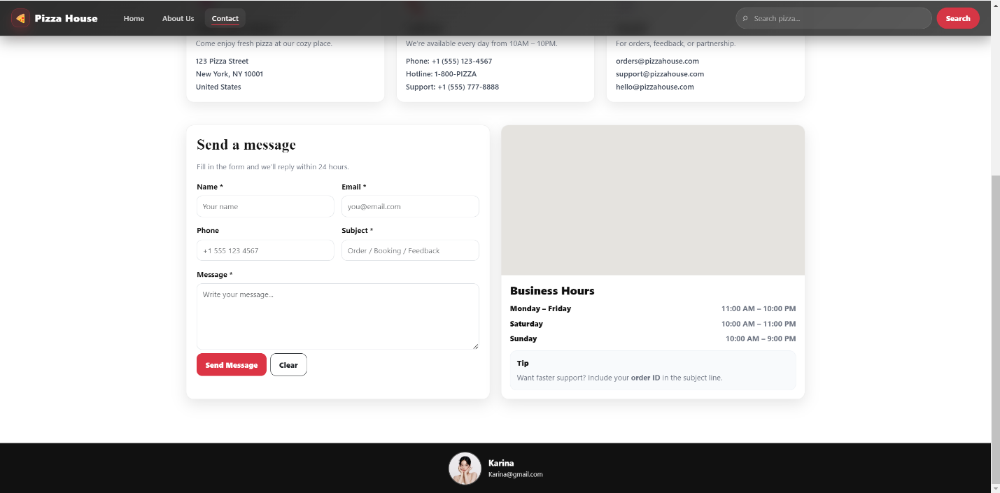 Pizza House
Home
About Us
Contact
Search pizza...
Search
Come enjoy fresh pizza at our cozy place.
123 Pizza Street
New York, NY 10001
United States
We're available every day from 10AM – 10PM.
Phone: +1 (555) 123-4567
Hotline: 1-800-PIZZA
Support: +1 (555) 777-8888
For orders, feedback, or partnership.
orders@pizzahouse.com
support@pizzahouse.com
hello@pizzahouse.com
Send a message
Fill in the form and we'll reply within 24 hours.
Name *
Your name
Email *
you@email.com
Phone
+1 555 123 4567
Subject *
Order / Booking / Feedback
Message *
Write your message...
Send Message
Clear
Business Hours
Monday – Friday 11:00 AM – 10:00 PM
Saturday 10:00 AM – 11:00 PM
Sunday 10:00 AM – 9:00 PM
Tip
Want faster support? Include your order ID in the subject line.
Karina
Karina@gmail.com